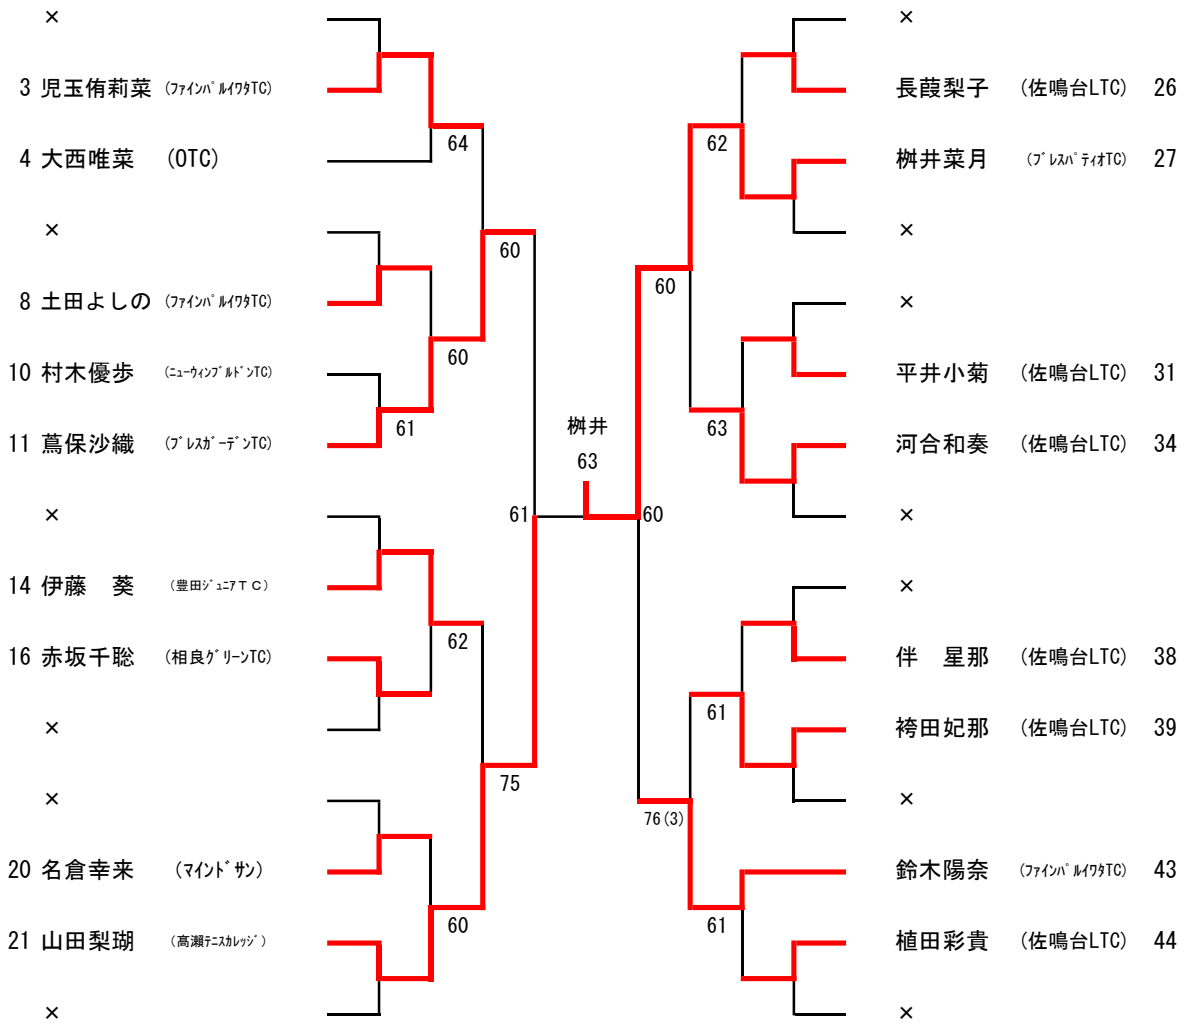 ×
3 児玉侑莉菜 (ファインパルイワタTC)
4 大西唯菜 (OTC)
64
×
60
8 土田よしの (ファインパルイワタTC)
60
10 村木優歩 (ニューウィンブルドンTC)
61
11 蔦保沙織 (ブレスガーデンTC)
×
61
14 伊藤　葵 (豊田ジュニアTC)
62
16 赤坂千聡 (相良グリーンTC)
×
75
×
20 名倉幸来 (マインドサン)
60
21 山田梨瑚 (高瀬テニスカレッジ)
×
桝井
63
×
長葭梨子 (佐鳴台LTC) 26
62
桝井菜月 (ブレスパティオTC) 27
×
60
×
平井小菊 (佐鳴台LTC) 31
63
河合和奏 (佐鳴台LTC) 34
×
60
×
伴　星那 (佐鳴台LTC) 38
61
袴田妃那 (佐鳴台LTC) 39
×
76(3)
鈴木陽奈 (ファインパルイワタTC) 43
61
植田彩貴 (佐鳴台LTC) 44
×